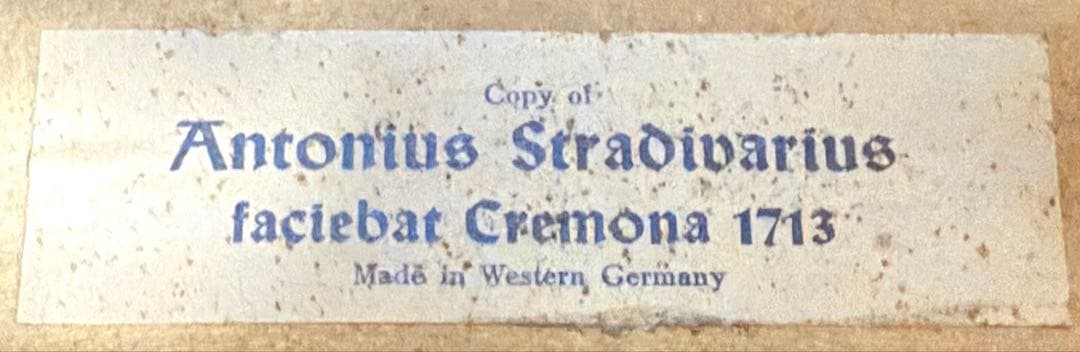 Copy of
Antonius Stradivarius
faciebat Cremona 1713
Made in Western Germany